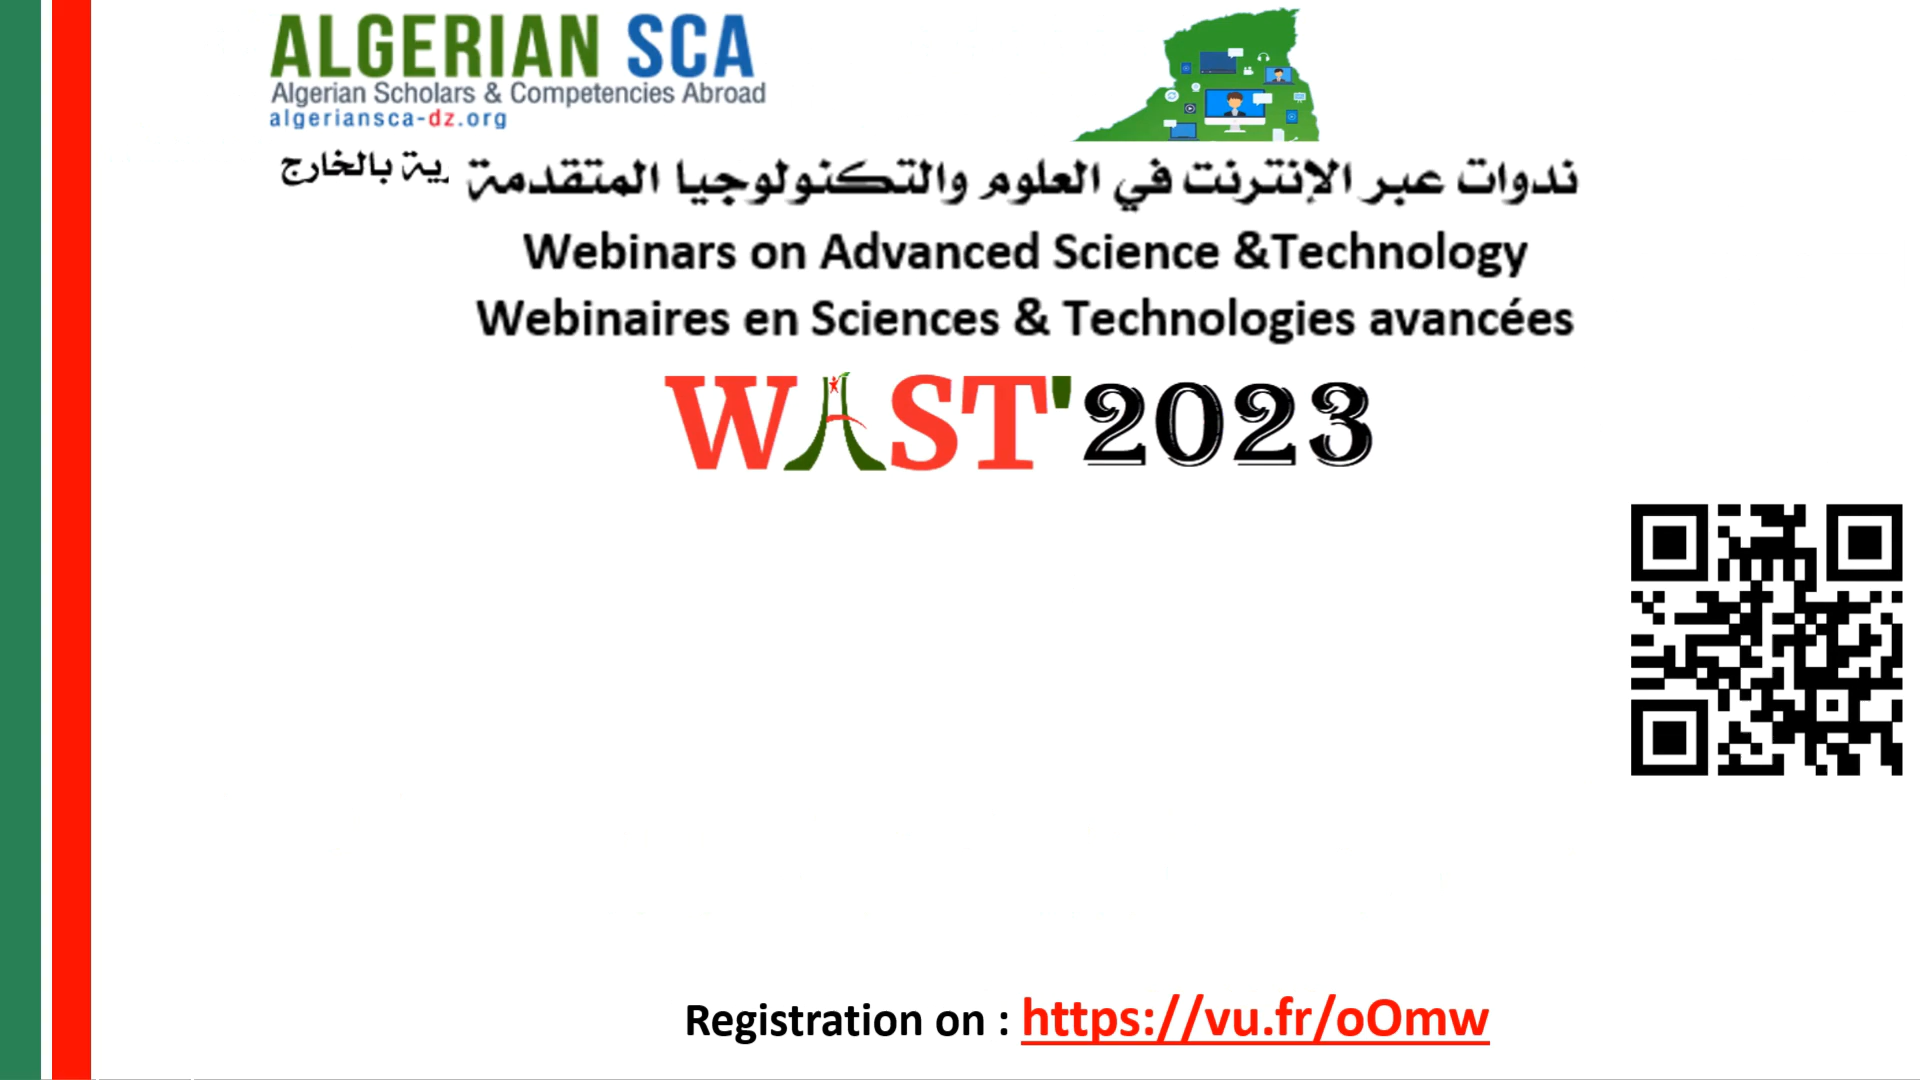 ALGERIAN SCA
Algerian Scholars & Competencies Abroad
algeriansca-dz.org
بالخارج
ندوات عبر الإنترنت في العلوم والتكنولوجيا المتقدمة
Webinars on Advanced Science &Technology
Webinaires en Sciences & Technologies avancées
WAST'2023
Registration on : https://vu.fr/oOmw